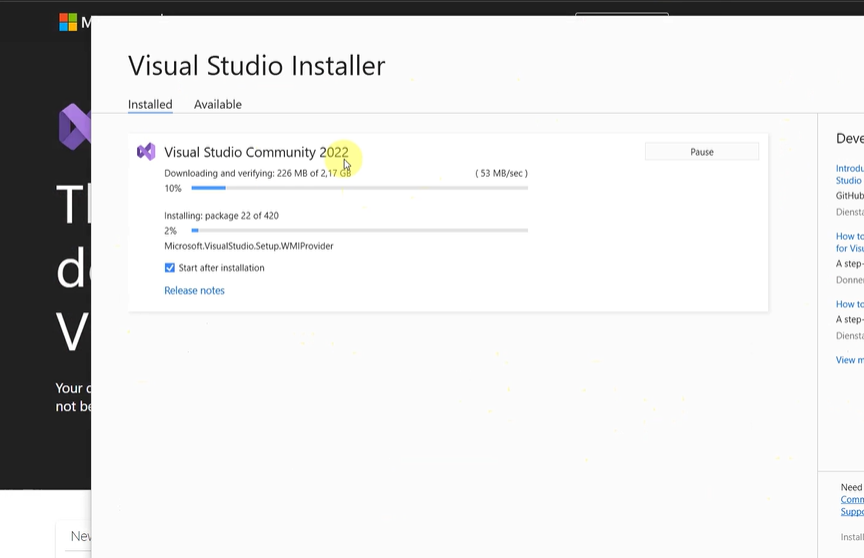 M
Visual Studio Installer
Installed Available
Visual Studio Community 2022
Pause
Downloading and verifying: 226 MB of 2,17 GB
( 53 MB/sec )
10%
Installing: package 22 of 420
2%
Microsoft.VisualStudio.Setup.WMIProvider
Start after installation
Release notes
Deve
Introdu
Studio
GitHub
Diensta
How to
for Visu
A step-
Donner
How to
A step-
Diensta
View m
Need
Comm
Suppo
Install
Th
de
V
Your d
not be
New